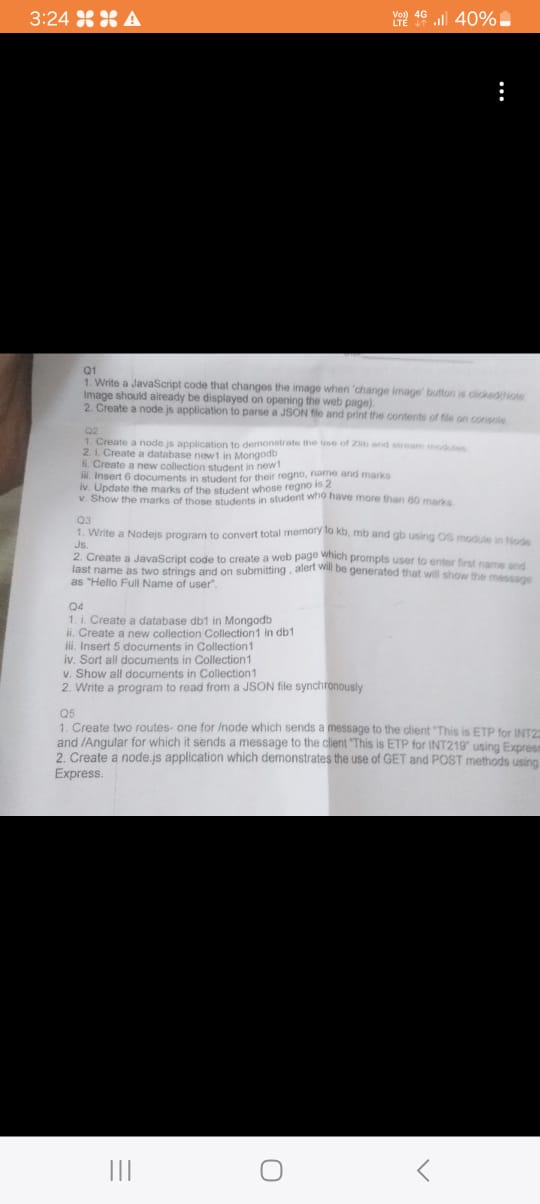 3:24
Vo)) 4G
LTE
40%
Q1
1. Write a JavaScript code that changes the image when 'change image' button is clicked(Note:
Image should already be displayed on opening the web page).
2. Create a node.js application to parse a JSON file and print the contents of file on console.
Q2
1. Create a node.js application to demonstrate the use of Zlib and stream modules.
2. i. Create a database new1 in Mongodb
ii. Create a new collection student in new1
iii. Insert 6 documents in student for their regno, name and marks
iv. Update the marks of the student whose regno is 2
v. Show the marks of those students in student who have more than 80 marks.
Q3
1. Write a Nodejs program to convert total memory to kb, mb and gb using OS module in Node
Js.
2. Create a JavaScript code to create a web page which prompts user to enter first name and
last name as two strings and on submitting , alert will be generated that will show the message
as "Hello Full Name of user".
Q4
1. i. Create a database db1 in Mongodb
ii. Create a new collection Collection1 in db1
iii. Insert 5 documents in Collection1
iv. Sort all documents in Collection1
v. Show all documents in Collection1
2. Write a program to read from a JSON file synchronously
Q5
1. Create two routes- one for /node which sends a message to the client "This is ETP for INT2
and /Angular for which it sends a message to the client "This is ETP for INT219" using Express
2. Create a node.js application which demonstrates the use of GET and POST methods using
Express.